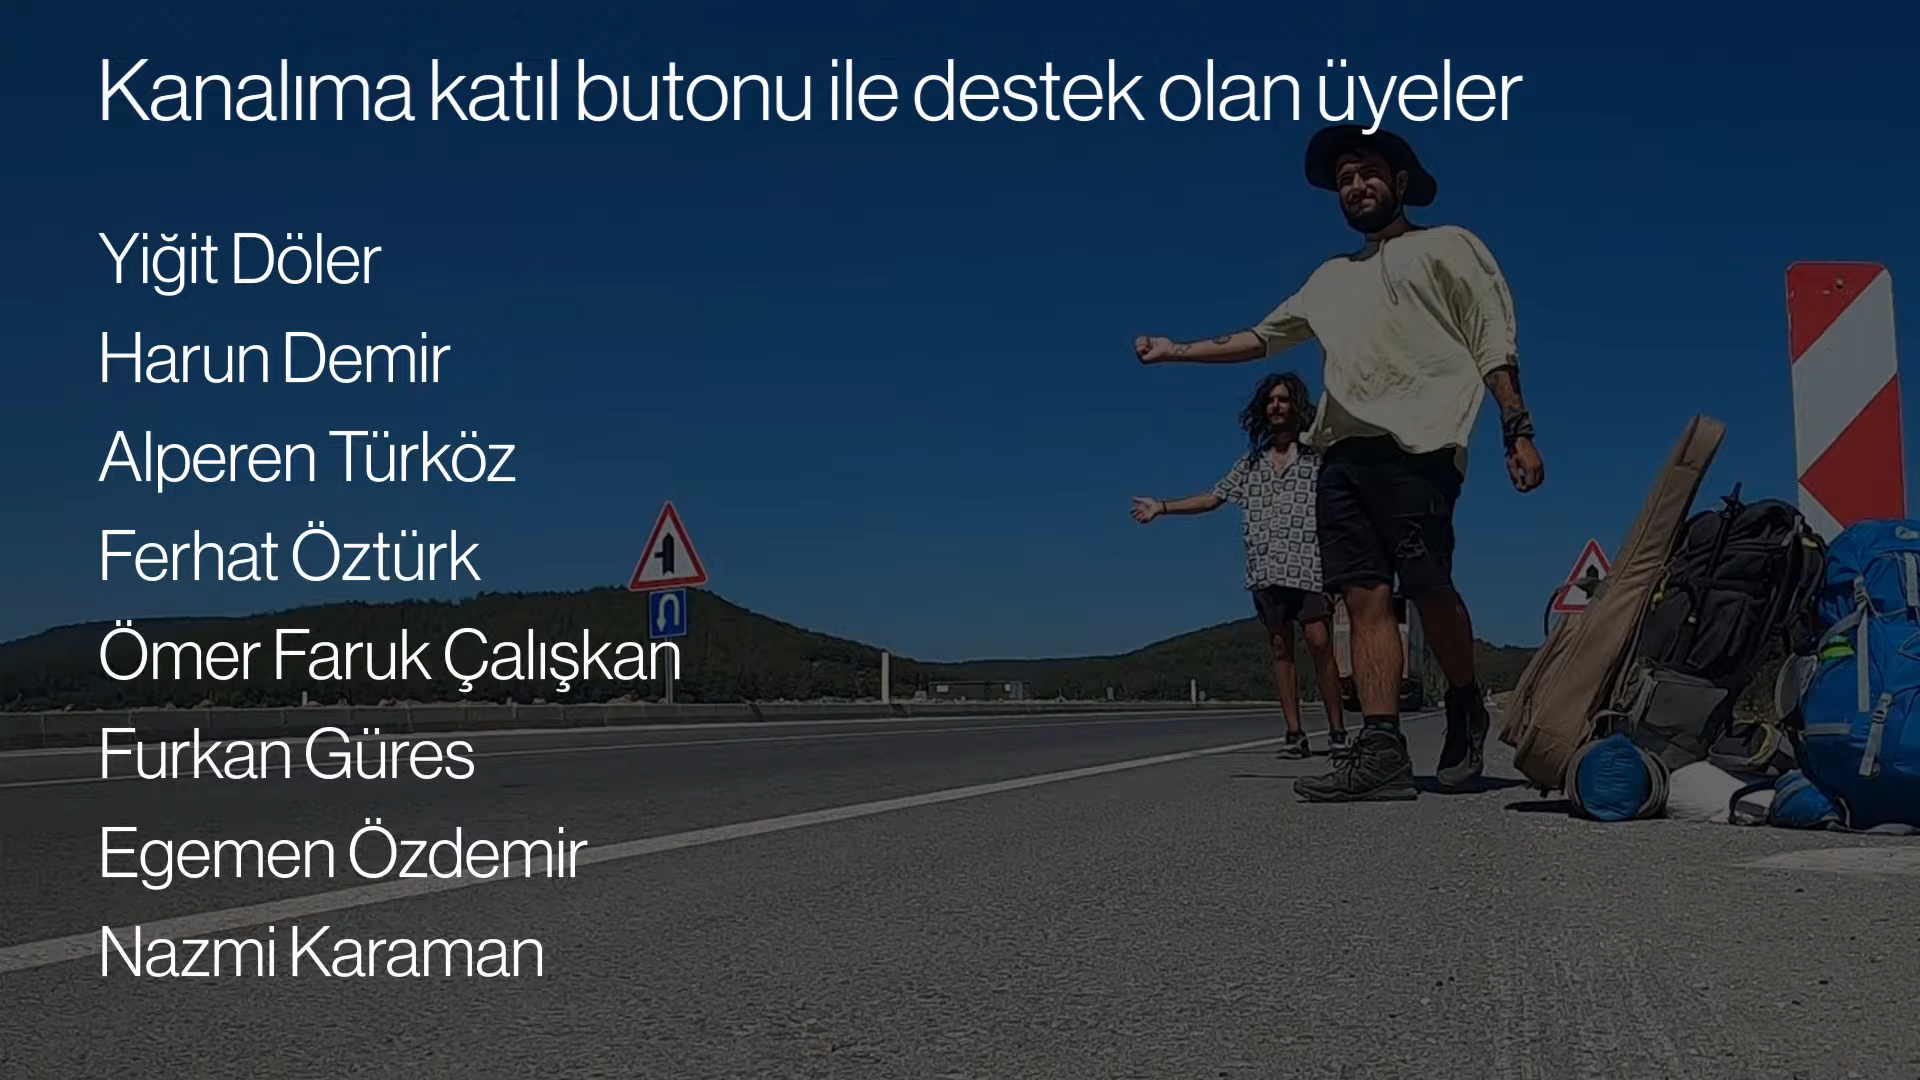 Kanalıma katıl butonu ile destek olan üyeler
Yiğit Döler
Harun Demir
Alperen Türköz
Ferhat Öztürk
Ömer Faruk Çalışkan
Furkan Güres
Egemen Özdemir
Nazmi Karaman